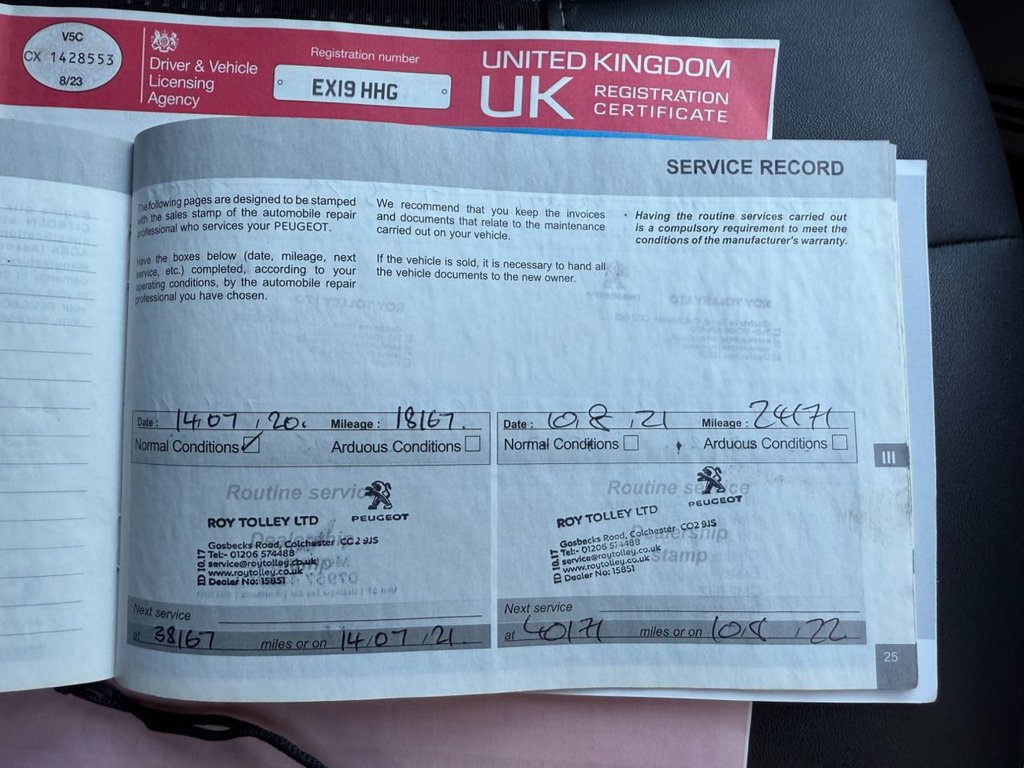 V5C
CX 1428553
8/23
Driver & Vehicle
Licensing
Agency
Registration number
EX19 HHG
UNITED KINGDOM
UK
REGISTRATION
CERTIFICATE
SERVICE RECORD
The following pages are designed to be stamped
with the sales stamp of the automobile repair
professional who services your PEUGEOT.
Have the boxes below (date, mileage, next
service, etc.) completed, according to your
operating conditions, by the automobile repair
professional you have chosen.
We recommend that you keep the invoices
and documents that relate to the maintenance
carried out on your vehicle.
If the vehicle is sold, it is necessary to hand all
the vehicle documents to the new owner.
• Having the routine services carried out
is a compulsory requirement to meet the
conditions of the manufacturer's warranty.
Date : 14,07 , 20. Mileage : 18167.
Normal Conditions Arduous Conditions
Routine service
PEUGEOT
ROY TOLLEY LTD
Gosbecks Road, Colchester CO2 9JS
Tel:- 01206 574488
service@roytolley.co.uk
www.roytolley.co.uk
Dealer No: 15851
ID 10.17
Dealership
Next service
at 38167 miles or on 14,07 , 21.
Date : 10,8 , 21 Mileage : 24171
Normal Conditions Arduous Conditions
Routine service
PEUGEOT
ROY TOLLEY LTD
Gosbecks Road, Colchester CO2 9JS
Tel:- 01206 574488
service@roytolley.co.uk
www.roytolley.co.uk
Dealer No: 15851
ID 10.17
Dealership
stamp
Next service
at 40171 miles or on 10,8 , 22
III
25